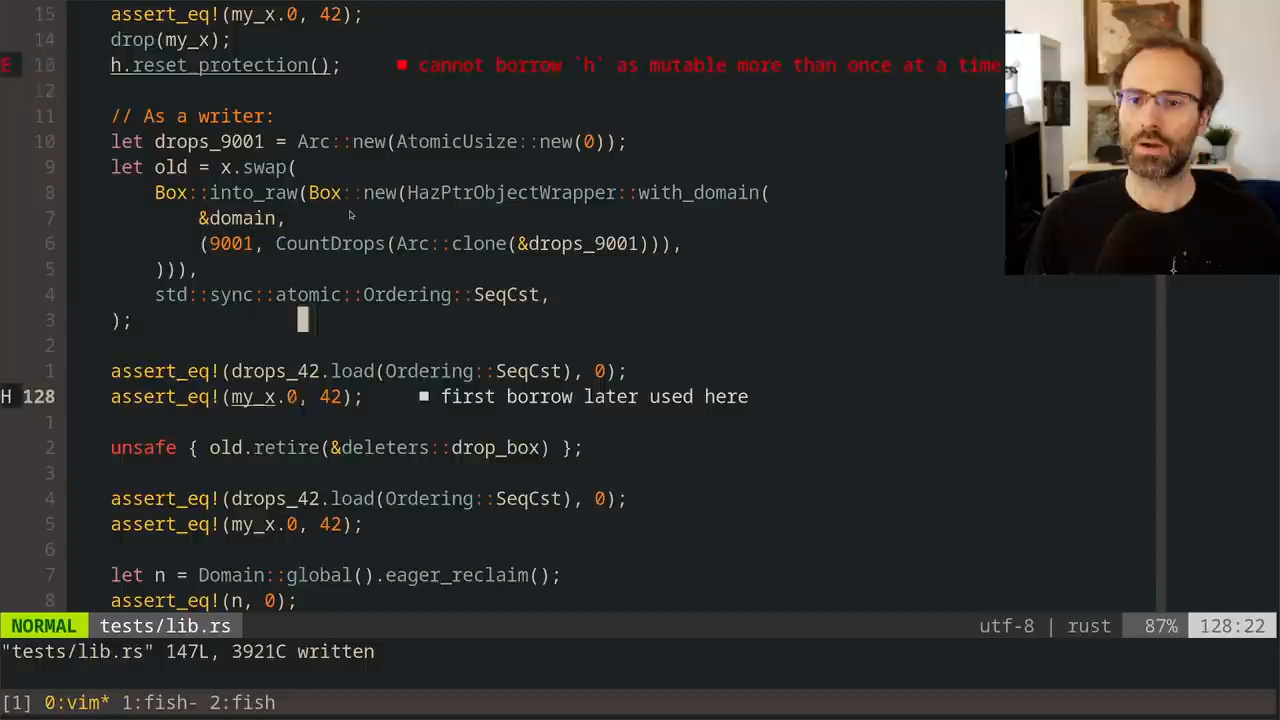 15 assert_eq!(my_x.0, 42);
14 drop(my_x);
E 13 h.reset_protection(); ■ cannot borrow `h` as mutable more than once at a time
12
11 // As a writer:
10 let drops_9001 = Arc::new(AtomicUsize::new(0));
9 let old = x.swap(
8 Box::into_raw(Box::new(HazPtrObjectWrapper::with_domain(
7 &domain,
6 (9001, CountDrops(Arc::clone(&drops_9001))),
5 ))),
4 std::sync::atomic::Ordering::SeqCst,
3 );
2
1 assert_eq!(drops_42.load(Ordering::SeqCst), 0);
H 128 assert_eq!(my_x.0, 42); ■ first borrow later used here
1
2 unsafe { old.retire(&deleters::drop_box) };
3
4 assert_eq!(drops_42.load(Ordering::SeqCst), 0);
5 assert_eq!(my_x.0, 42);
6
7 let n = Domain::global().eager_reclaim();
8 assert_eq!(n, 0);
NORMAL tests/lib.rs utf-8 | rust 87% 128:22
"tests/lib.rs" 147L, 3921C written
[1] 0:vim* 1:fish- 2:fish